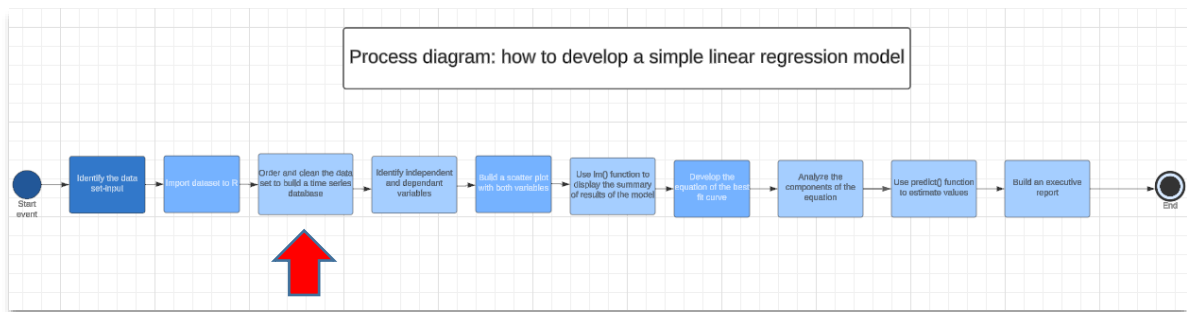 Process diagram: how to develop a simple linear regression model
Identify the data
set-input
Import dataset to R
Order and clean the data
set to build a time series
database
Identify independent
and dependant
variables
Build a scatter plot
with both variables
Use lm() function to
display the summary
of results of the model
Develop the
equation of the best
fit curve
Analyze the
components of the
equation
Use predict() function
to estimate values
Build an executive
report
Start
event
End